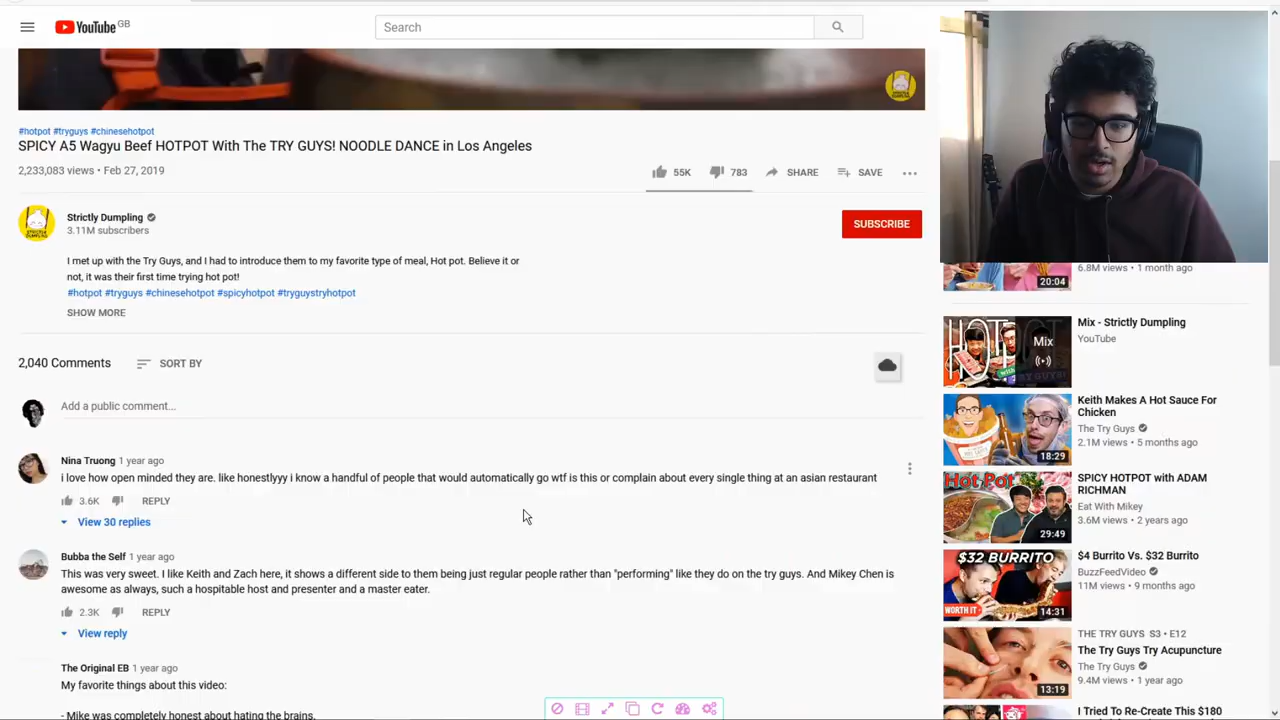 YouTube GB
Search
#hotpot #tryguys #chinesehotpot
SPICY A5 Wagyu Beef HOTPOT With The TRY GUYS! NOODLE DANCE in Los Angeles
2,233,083 views • Feb 27, 2019
55K
783
SHARE
SAVE
Strictly Dumpling
3.11M subscribers
SUBSCRIBE
I met up with the Try Guys, and I had to introduce them to my favorite type of meal, Hot pot. Believe it or
not, it was their first time trying hot pot!
#hotpot #tryguys #chinesehotpot #spicyhotpot #tryguystryhotpot
SHOW MORE
2,040 Comments
SORT BY
Add a public comment...
Nina Truong 1 year ago
i love how open minded they are. like honestlyyy i know a handful of people that would automatically go wtf is this or complain about every single thing at an asian restaurant
3.6K
REPLY
View 30 replies
Bubba the Self 1 year ago
This was very sweet. I like Keith and Zach here, it shows a different side to them being just regular people rather than "performing" like they do on the try guys. And Mikey Chen is
awesome as always, such a hospitable host and presenter and a master eater.
2.3K
REPLY
View reply
The Original EB 1 year ago
My favorite things about this video:
- Mike was completely honest about hating the brains.
6.8M views • 1 month ago
20:04
HOT
Mix
Mix - Strictly Dumpling
YouTube
Keith Makes A Hot Sauce For
Chicken
The Try Guys
2.1M views • 5 months ago
18:29
Hot Pot
SPICY HOTPOT with ADAM
RICHMAN
Eat With Mikey
3.6M views • 2 years ago
29:49
$32 BURRITO
WORTH IT
$4 Burrito Vs. $32 Burrito
BuzzFeedVideo
11M views • 9 months ago
14:31
THE TRY GUYS S3 • E12
The Try Guys Try Acupuncture
The Try Guys
9.4M views • 1 year ago
13:19
I Tried To Re-Create This $180